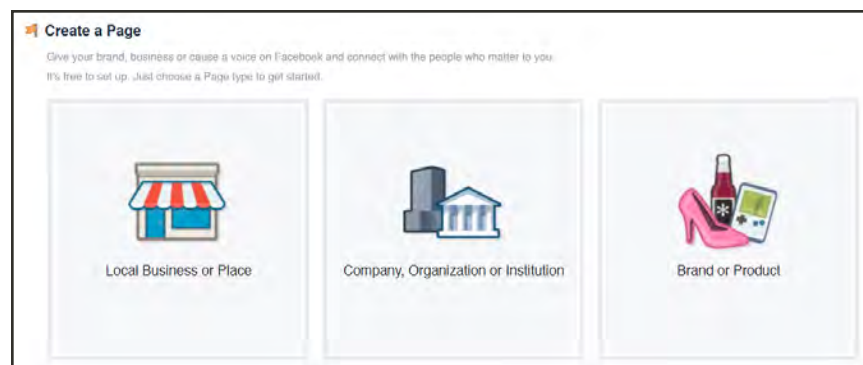 Create a Page
Give your brand, business or cause a voice on Facebook and connect with the people who matter to you.
It's free to set up. Just choose a Page type to get started.
Local Business or Place
Company, Organization or Institution
Brand or Product